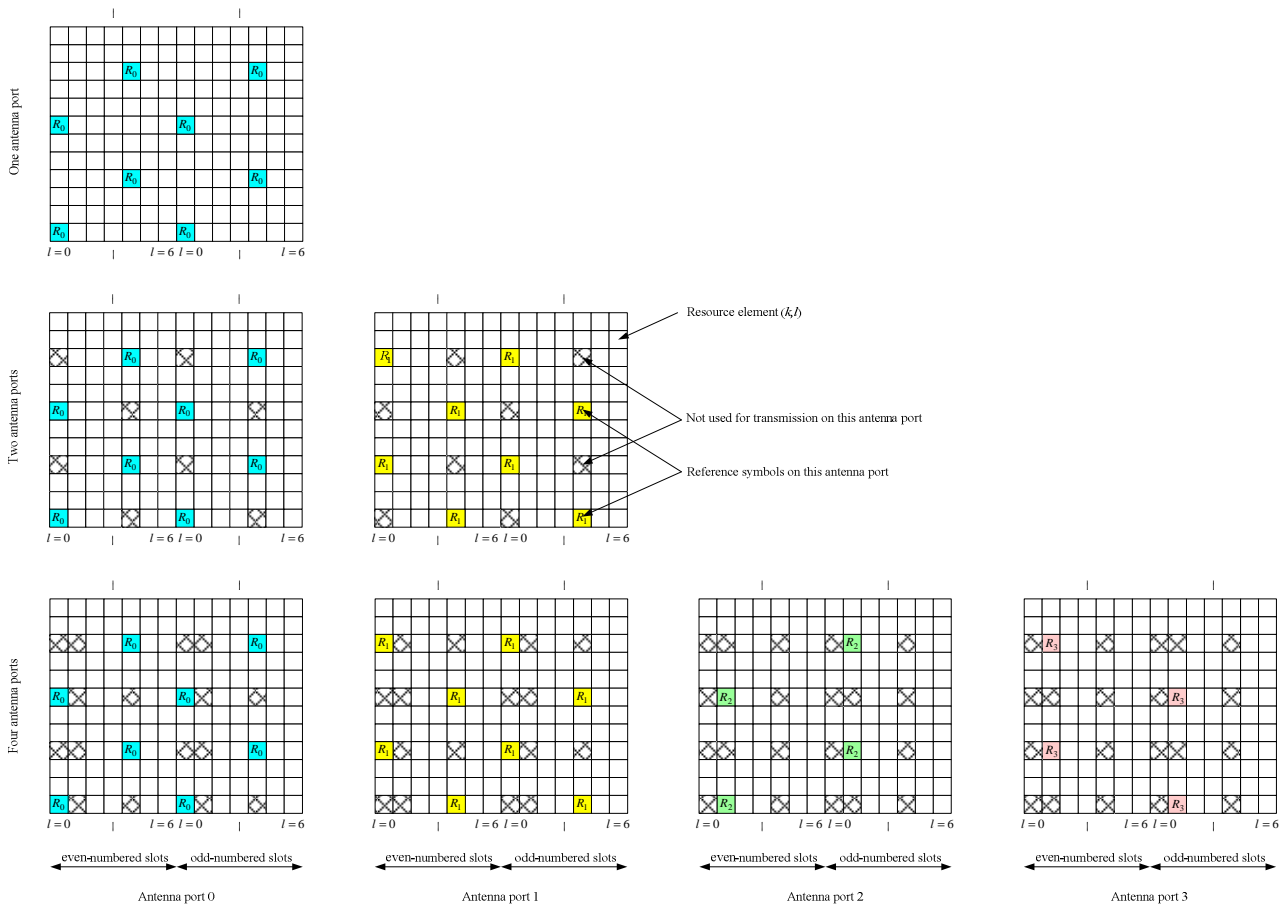 One antenna port
R0 R0
R0 R0
R0 R0
R0 R0
l = 0 l = 6 l = 0 l = 6
Two antenna ports
R0 R0
R0 R0
R0 R0
R0 R0
l = 0 l = 6 l = 0 l = 6
R1 R1
R1 R1
R1 R1
R1 R1
l = 0 l = 6 l = 0 l = 6
Resource element (k,l)
Not used for transmission on this antenna port
Reference symbols on this antenna port
Four antenna ports
R0 R0
R0 R0
R0 R0
R0 R0
l = 0 l = 6 l = 0 l = 6
even-numbered slots odd-numbered slots
Antenna port 0
R1 R1
R1 R1
R1 R1
R1 R1
l = 0 l = 6 l = 0 l = 6
even-numbered slots odd-numbered slots
Antenna port 1
R2
R2
R2
R2
l = 0 l = 6 l = 0 l = 6
even-numbered slots odd-numbered slots
Antenna port 2
R3
R3
R3
R3
l = 0 l = 6 l = 0 l = 6
even-numbered slots odd-numbered slots
Antenna port 3